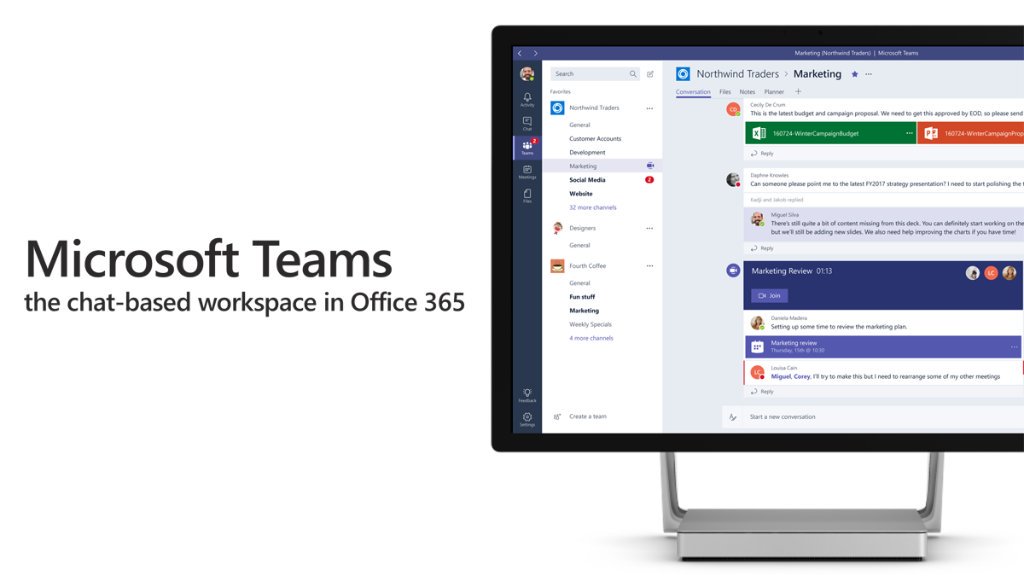 Microsoft Teams
the chat-based workspace in Office 365
Marketing (Northwind Traders) | Microsoft Teams
Activity
Chat
2
Teams
Meetings
Files
Feedback
Settings
Search
Favorites
Northwind Traders
General
Customer Accounts
Development
Marketing
Social Media 2
Website
32 more channels
Designers
General
Fourth Coffee
General
Fun stuff
Marketing
Weekly Specials
4 more channels
Create a team
Northwind Traders > Marketing
Conversation Files Notes Planner +
CD
Cecily De Crum
This is the latest budget and campaign proposal. We need to get this approved by EOD, so please send
160724-WinterCampaignBudget 160724-WinterCampaignProp
Reply
Daphne Knowles
Can someone please point me to the latest FY2017 strategy presentation? I need to start polishing the
Kadji and Jakob replied
Miguel Silva
There's still quite a bit of content missing from this deck. You can definitely start working on the
but we'll still be adding new slides. We also need help improving the charts if you have time!
Reply
Marketing Review 01:13
LC
Join
Daniela Madera
Setting up some time to review the marketing plan.
Marketing review
Thursday, 15th @ 10:30
LC
Louisa Cain
Miguel, Corey, I'll try to make this but I need to rearrange some of my other meetings
Reply
Start a new conversation